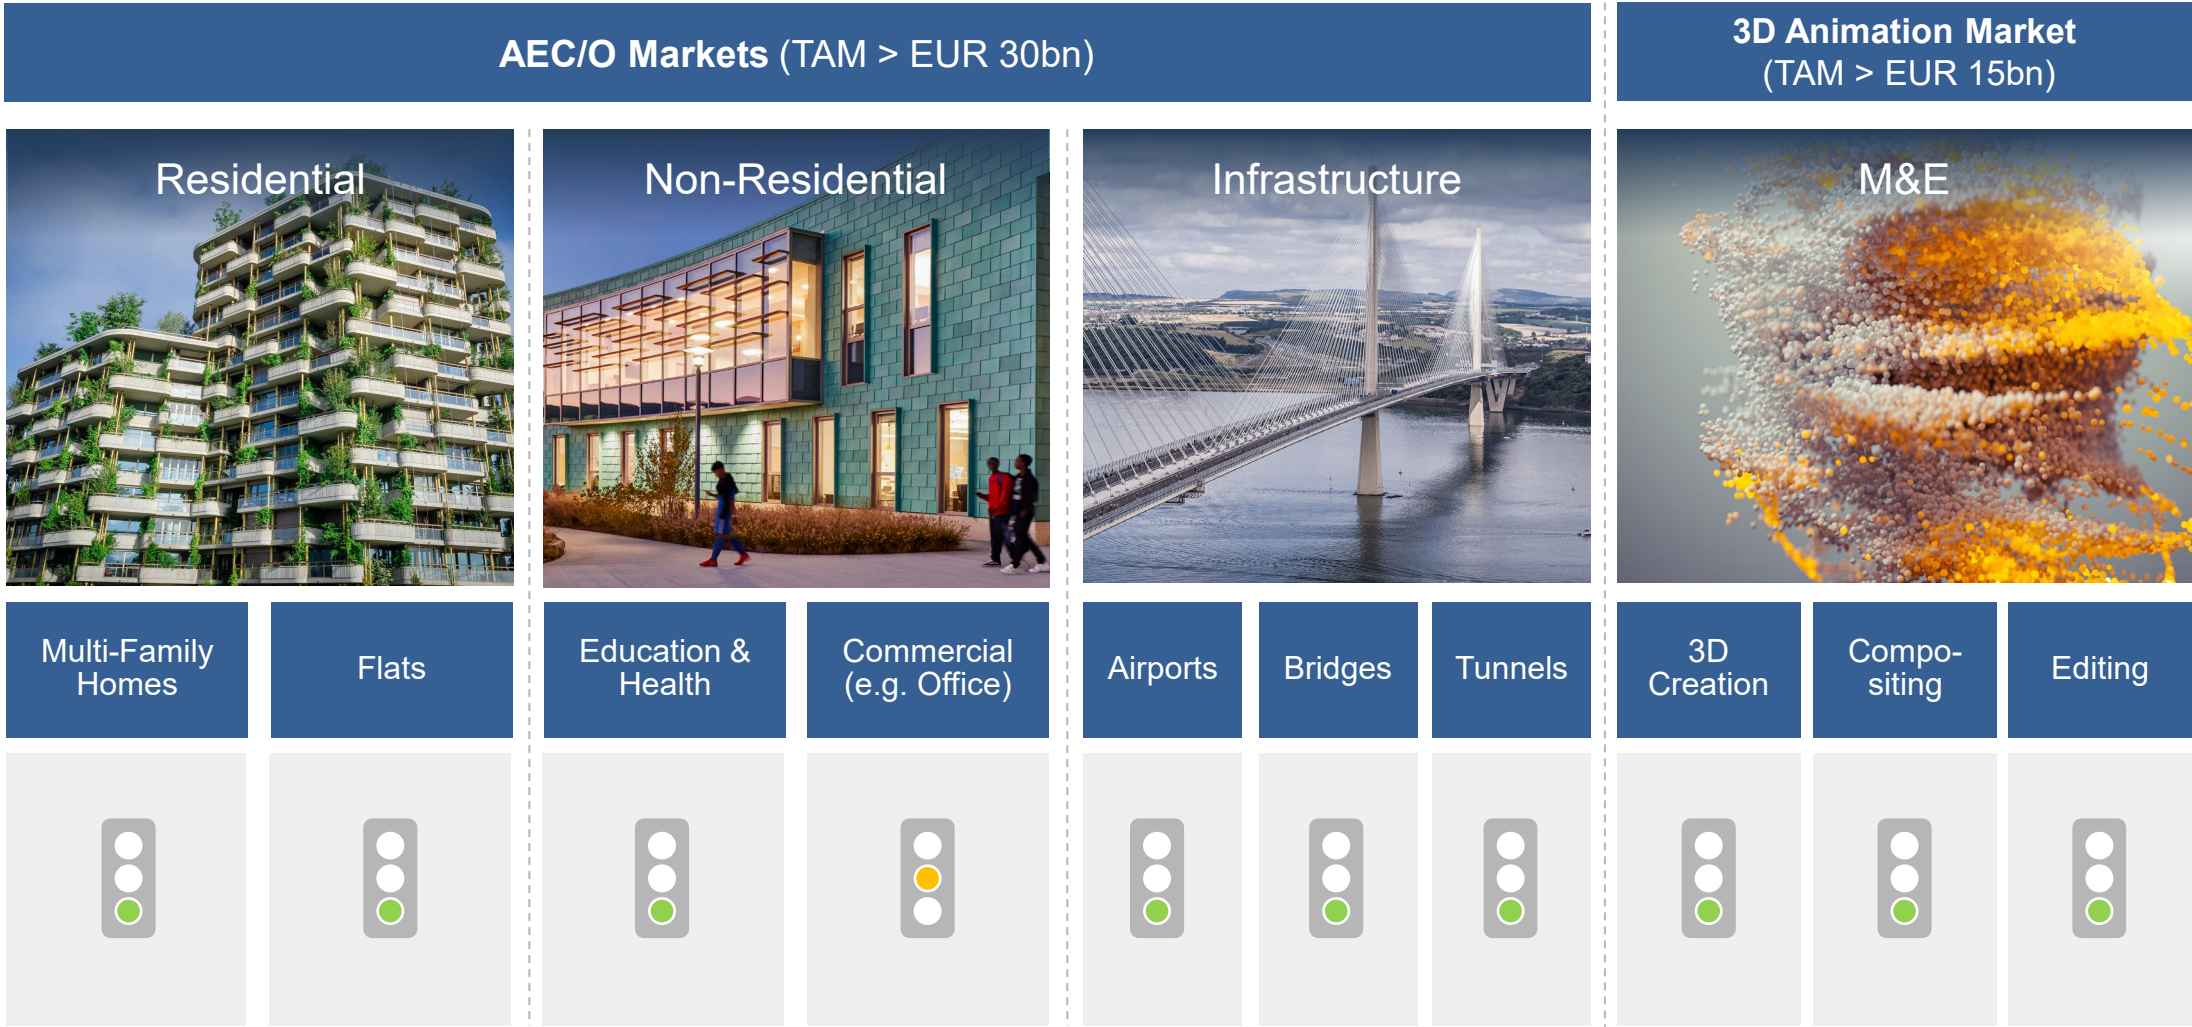 AEC/O Markets (TAM > EUR 30bn)
3D Animation Market
(TAM > EUR 15bn)
Residential
Non-Residential
Infrastructure
M&E
Multi-Family
Homes
Flats
Education &
Health
Commercial
(e.g. Office)
Airports
Bridges
Tunnels
3D
Creation
Compo-
siting
Editing